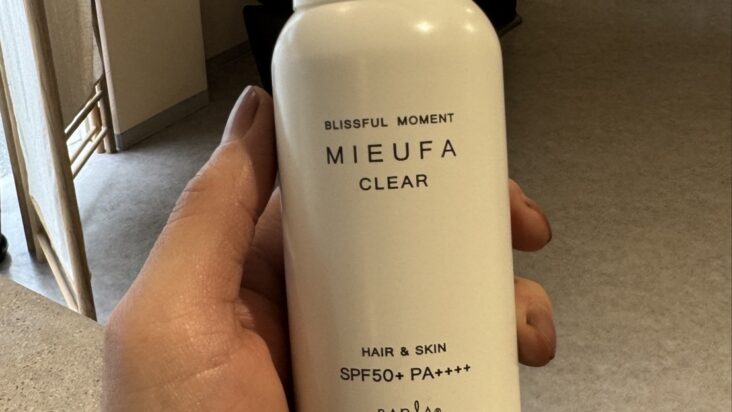 BLISSFUL MOMENT
MIEUFA
CLEAR
HAIR & SKIN
SPF50+ PA++++